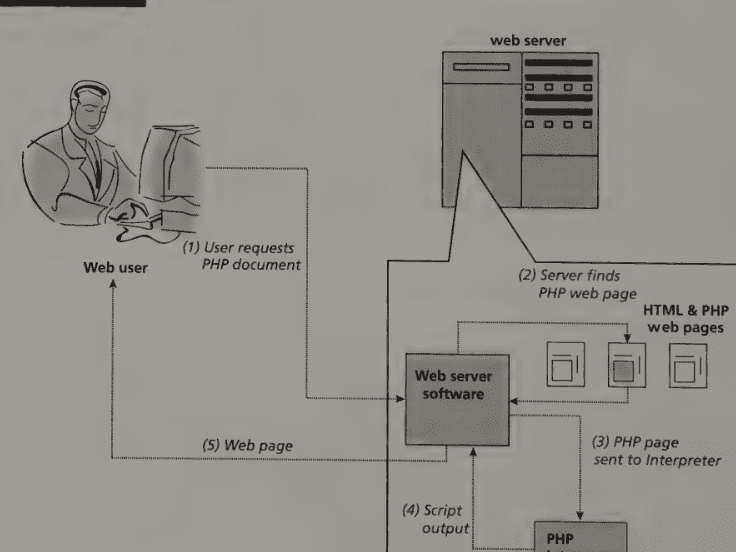 web server
(1) User requests
PHP document
Web user
(2) Server finds
PHP web page
HTML & PHP
web pages
Web server
software
(3) PHP page
sent to Interpreter
(5) Web page
(4) Script
output
PHP